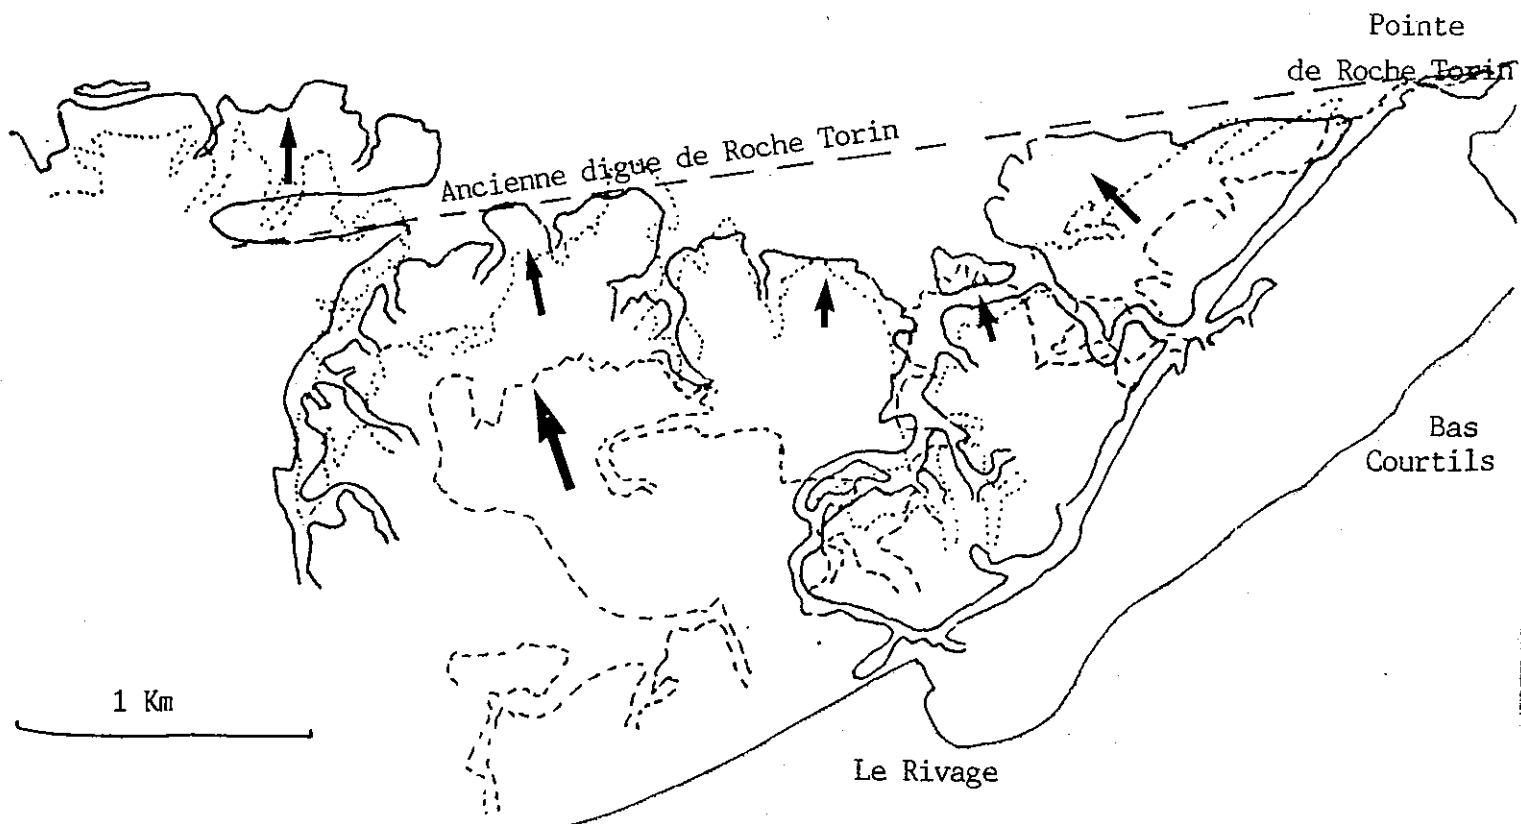 Pointe
de Roche Torin
Ancienne digue de Roche Torin
Bas
Courtils
1 Km
Le Rivage